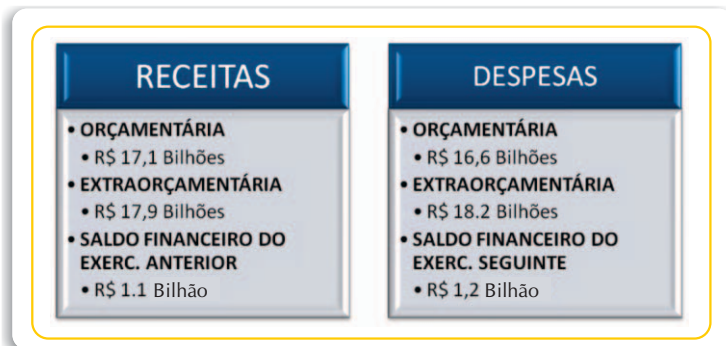 RECEITAS
• ORÇAMENTÁRIA
• R$ 17,1 Bilhões
• EXTRAORÇAMENTÁRIA
• R$ 17,9 Bilhões
• SALDO FINANCEIRO DO
EXERC. ANTERIOR
• R$ 1.1 Bilhão
DESPESAS
• ORÇAMENTÁRIA
• R$ 16,6 Bilhões
• EXTRAORÇAMENTÁRIA
• R$ 18.2 Bilhões
• SALDO FINANCEIRO DO
EXERC. SEGUINTE
• R$ 1,2 Bilhão